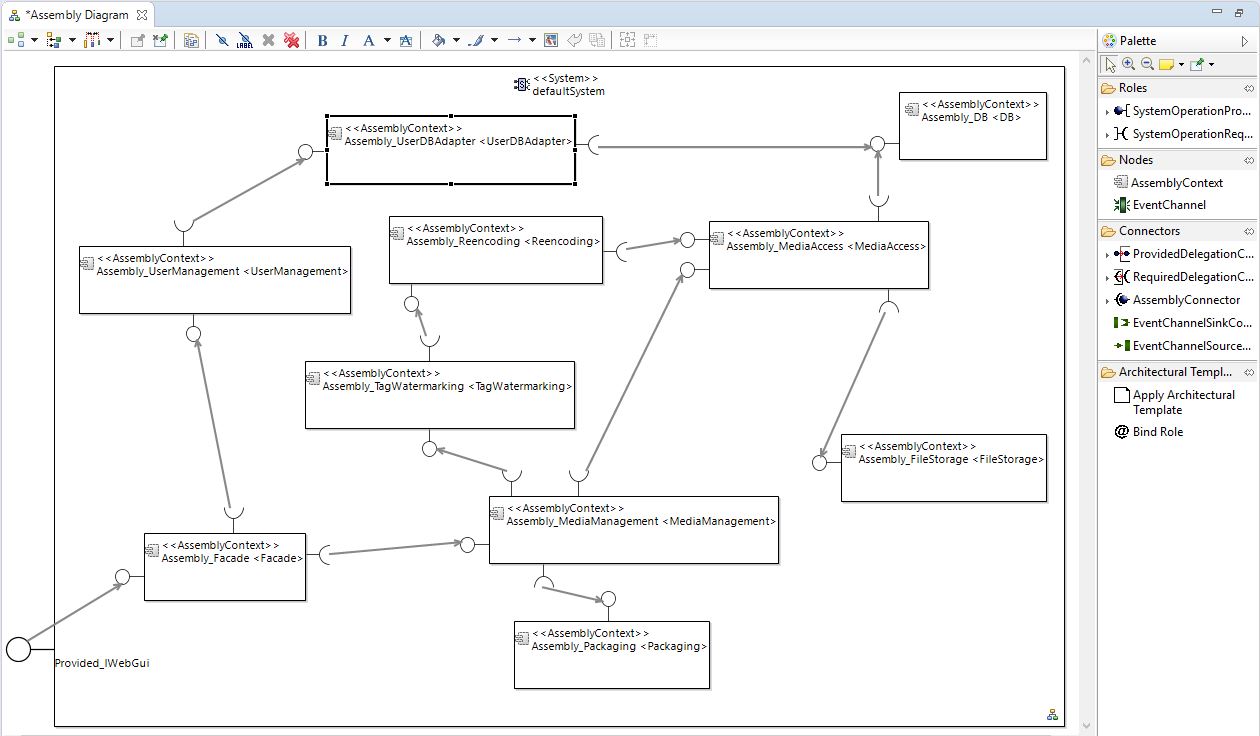 *Assembly Diagram
LABEL
B I A A
<<System>>
defaultSystem
<<AssemblyContext>>
Assembly_UserDBAdapter <UserDBAdapter>
<<AssemblyContext>>
Assembly_DB <DB>
<<AssemblyContext>>
Assembly_Reencoding <Reencoding>
<<AssemblyContext>>
Assembly_MediaAccess <MediaAccess>
<<AssemblyContext>>
Assembly_UserManagement <UserManagement>
<<AssemblyContext>>
Assembly_TagWatermarking <TagWatermarking>
<<AssemblyContext>>
Assembly_FileStorage <FileStorage>
<<AssemblyContext>>
Assembly_MediaManagement <MediaManagement>
<<AssemblyContext>>
Assembly_Facade <Facade>
<<AssemblyContext>>
Assembly_Packaging <Packaging>
Provided_IWebGui
Palette
Roles
SystemOperationPro...
SystemOperationReq...
Nodes
AssemblyContext
EventChannel
Connectors
ProvidedDelegationC...
RequiredDelegationC...
AssemblyConnector
EventChannelSinkCo...
EventChannelSource...
Architectural Templ...
Apply Architectural
Template
@ Bind Role